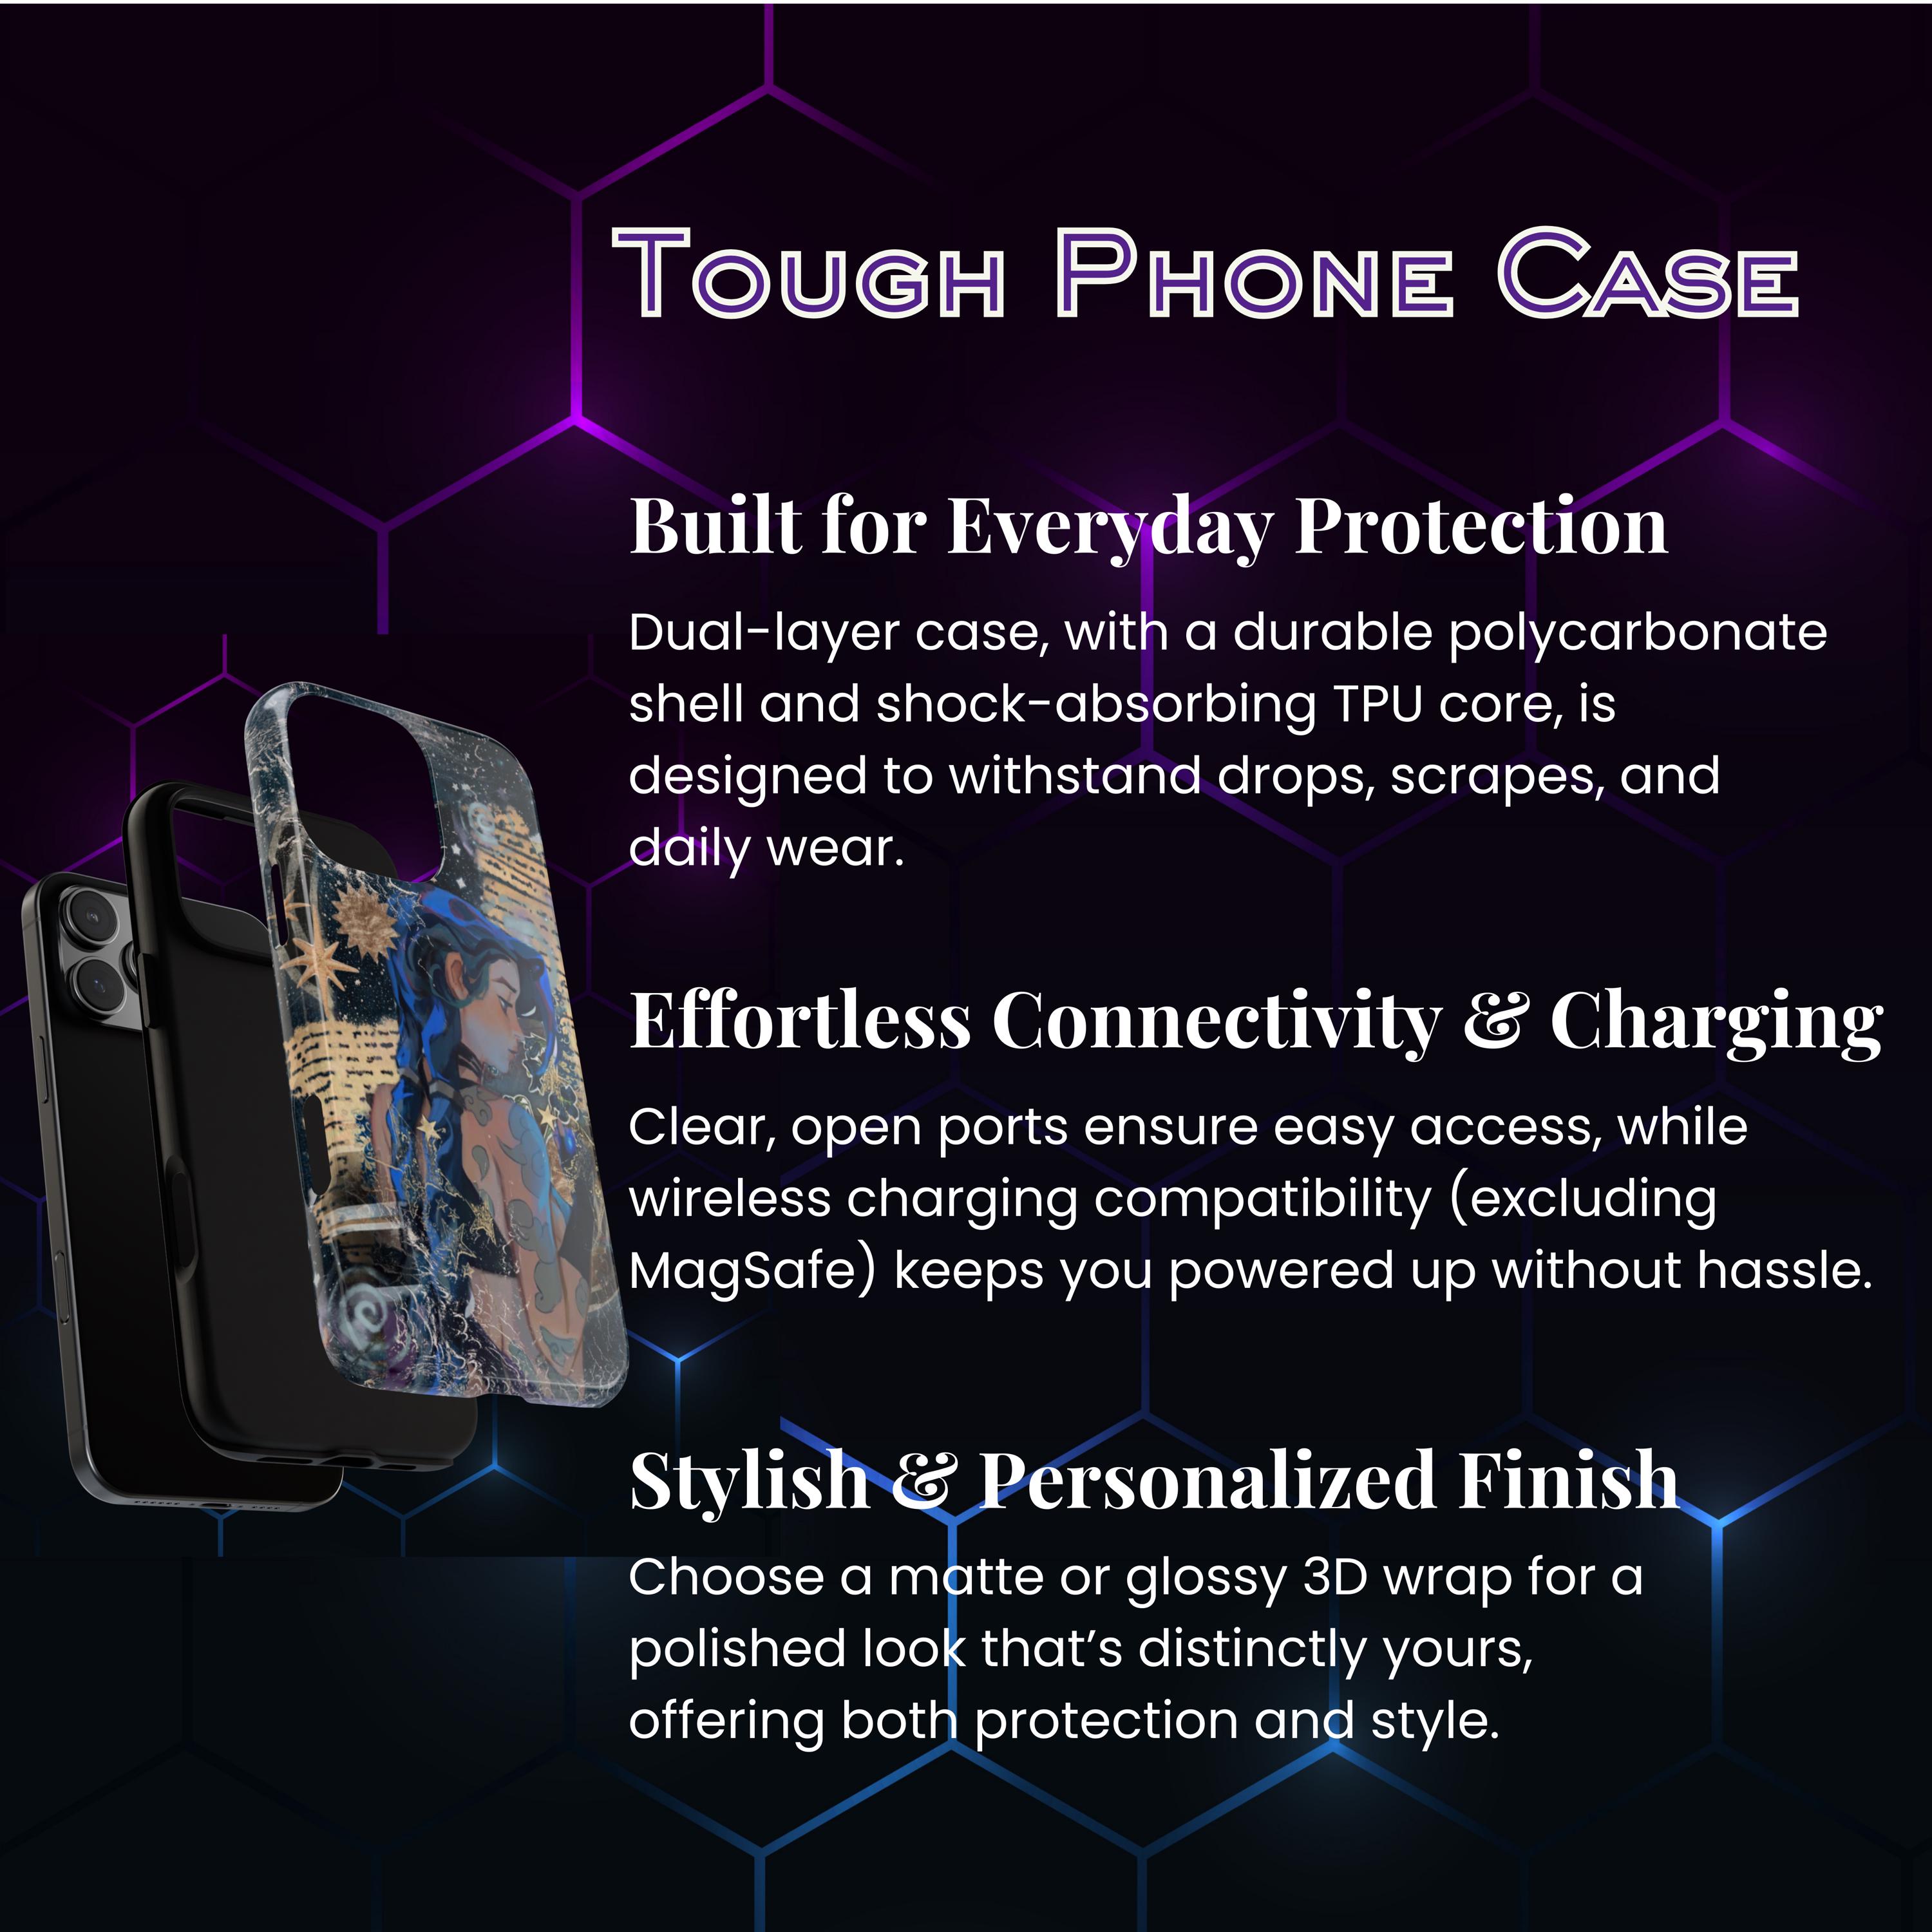 Tough Phone Case
Built for Everyday Protection
Dual-layer case, with a durable polycarbonate
shell and shock-absorbing TPU core, is
designed to withstand drops, scrapes, and
daily wear.
Effortless Connectivity & Charging
Clear, open ports ensure easy access, while
wireless charging compatibility (excluding
MagSafe) keeps you powered up without hassle.
Stylish & Personalized Finish
Choose a matte or glossy 3D wrap for a
polished look that’s distinctly yours,
offering both protection and style.